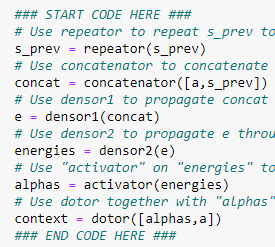 ### START CODE HERE ###
# Use repeator to repeat s_prev to
s_prev = repeator(s_prev)
# Use concatenator to concatenate
concat = concatenator([a,s_prev])
# Use densor1 to propagate concat
e = densor1(concat)
# Use densor2 to propagate e throu
energies = densor2(e)
# Use "activator" on "energies" to
alphas = activator(energies)
# Use dotor together with "alphas"
context = dotor([alphas,a])
### END CODE HERE ###